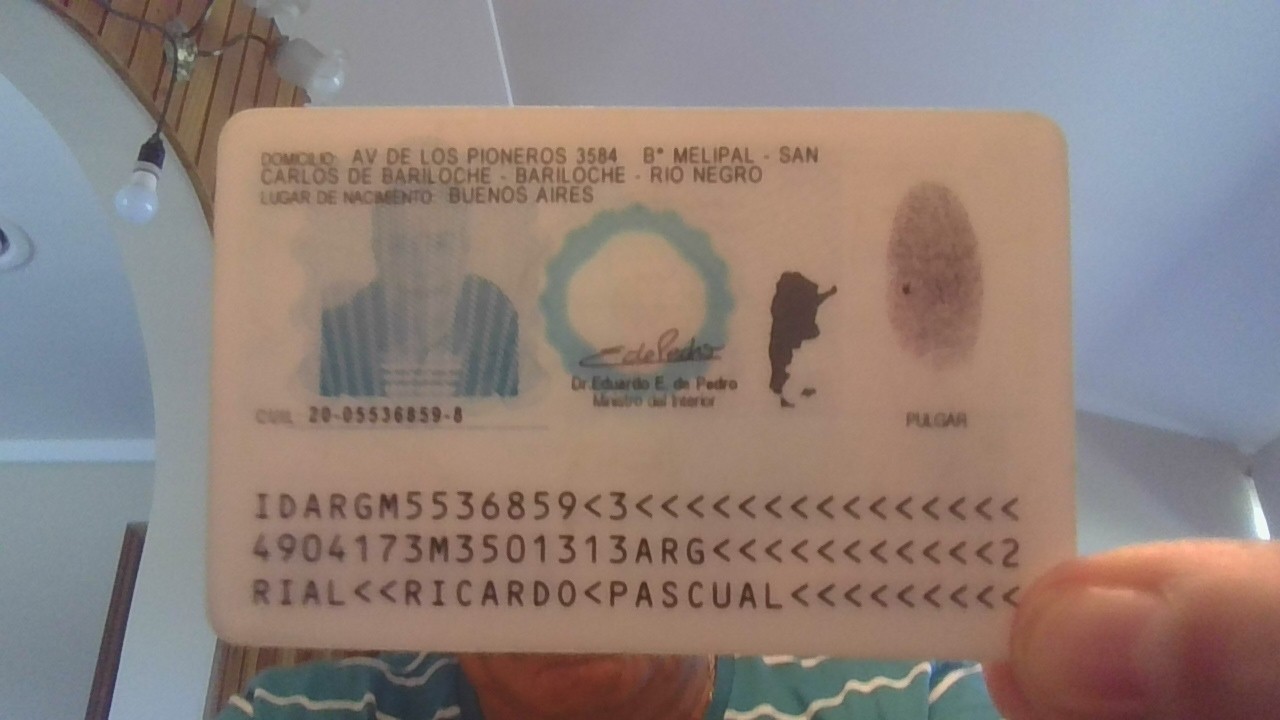 DOMICILIO: AV DE LOS PIONEROS 3584 B° MELIPAL - SAN
CARLOS DE BARILOCHE - BARILOCHE - RIO NEGRO
LUGAR DE NACIMIENTO: BUENOS AIRES
EdePedro
Dr.Eduardo E. de Pedro
Ministro del Interior
CUIL: 20-05536859-8
PULGAR
IDARGM5536859<3<<<<<<<<<<<<<<<
4904173M3501313ARG<<<<<<<<<<<2
RIAL<<RICARDO<PASCUAL<<<<<<<<<